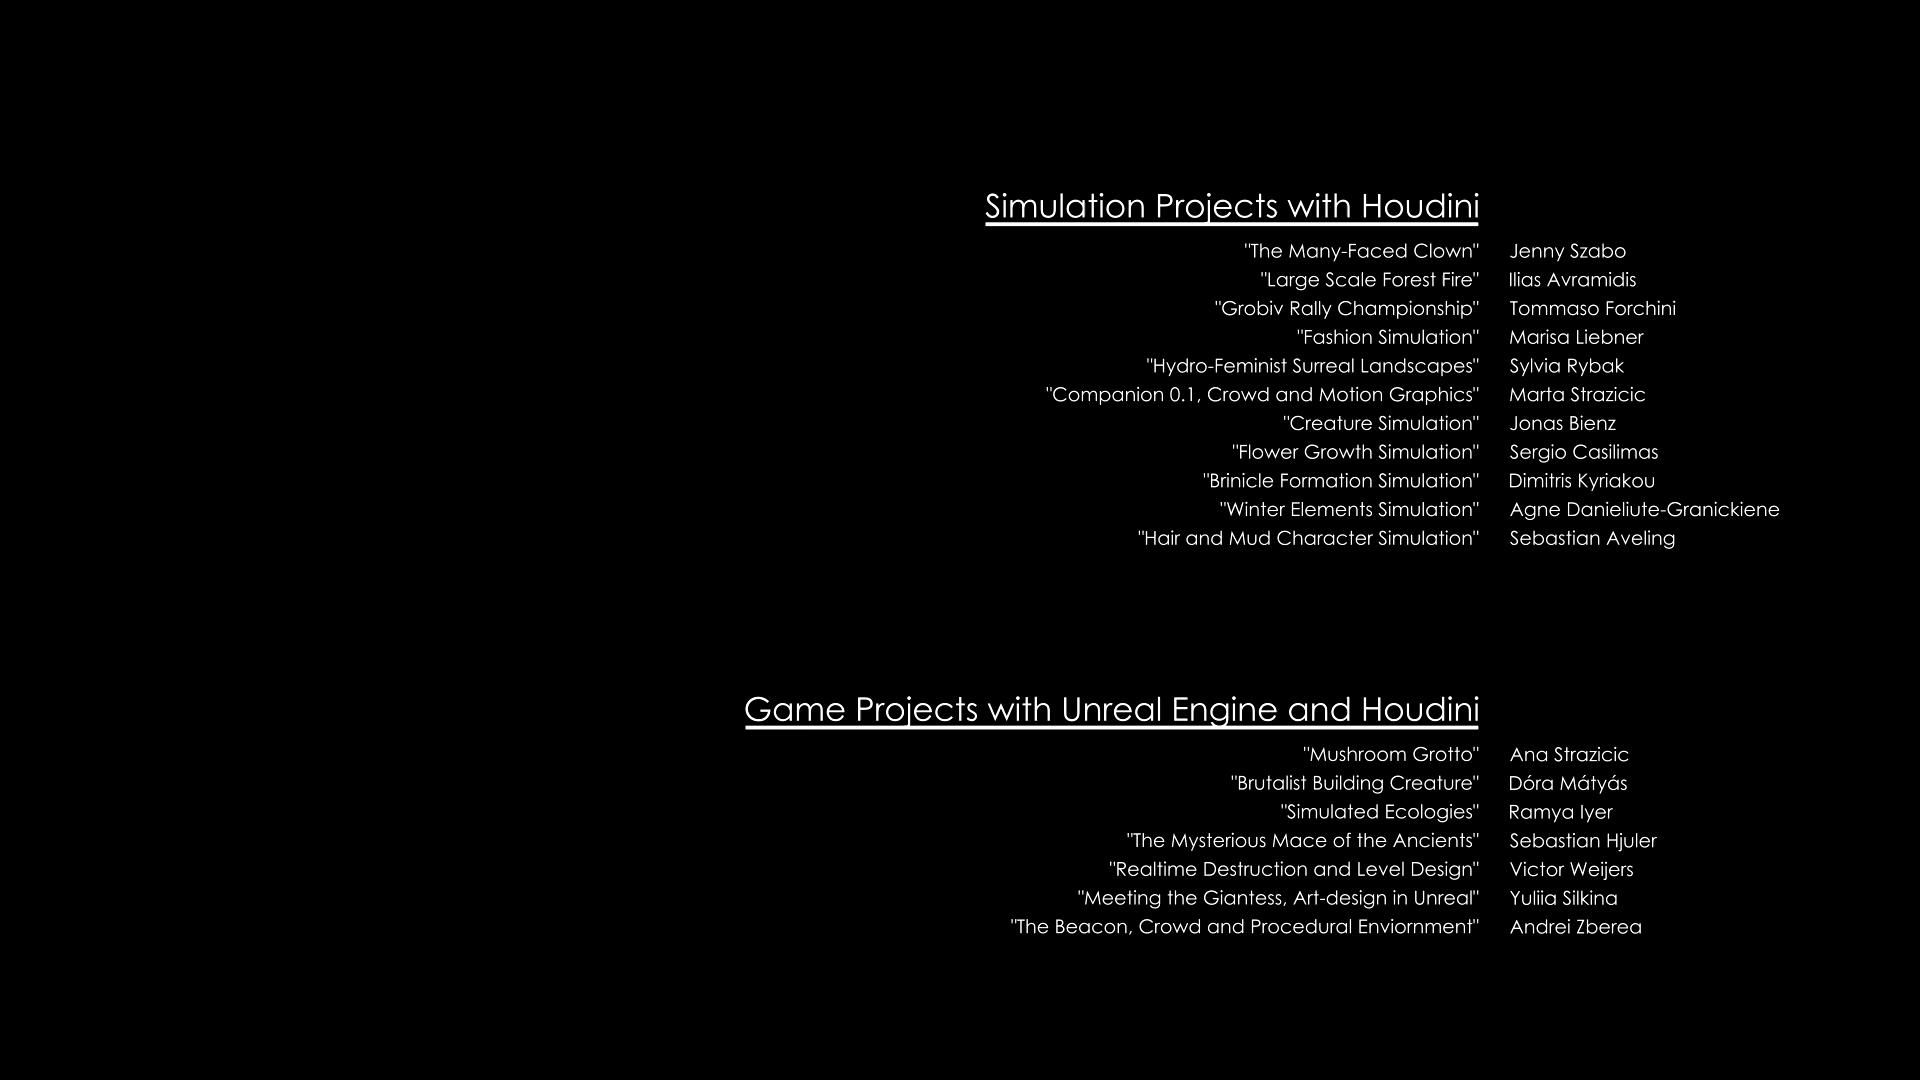 Simulation Projects with Houdini
"The Many-Faced Clown" Jenny Szabo
"Large Scale Forest Fire" Ilias Avramidis
"Grobiv Rally Championship" Tommaso Forchini
"Fashion Simulation" Marisa Liebner
"Hydro-Feminist Surreal Landscapes" Sylvia Rybak
"Companion 0.1, Crowd and Motion Graphics" Marta Strazicic
"Creature Simulation" Jonas Bienz
"Flower Growth Simulation" Sergio Casilimas
"Brinicle Formation Simulation" Dimitris Kyriakou
"Winter Elements Simulation" Agne Danieliute-Granickiene
"Hair and Mud Character Simulation" Sebastian Aveling
Game Projects with Unreal Engine and Houdini
"Mushroom Grotto" Ana Strazicic
"Brutalist Building Creature" Dóra Mátyás
"Simulated Ecologies" Ramya Iyer
"The Mysterious Mace of the Ancients" Sebastian Hjuler
"Realtime Destruction and Level Design" Victor Weijers
"Meeting the Giantess, Art-design in Unreal" Yuliia Silkina
"The Beacon, Crowd and Procedural Enviornment" Andrei Zberea